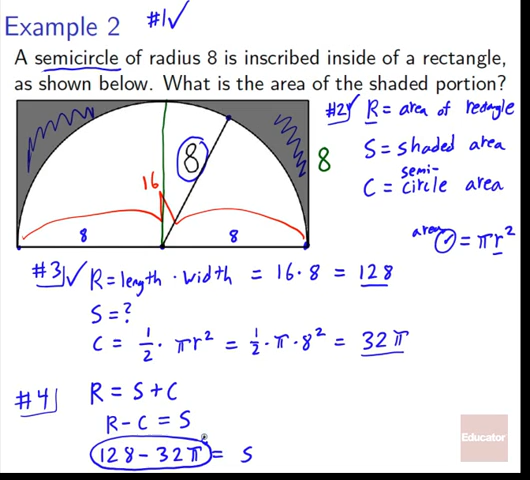 Example 2 #1✓
A semicircle of radius 8 is inscribed inside of a rectangle,
as shown below. What is the area of the shaded portion?
#2✓ R = area of rectangle
8
8
S = shaded area
16
semi-
C = circle area
8
8
area = πr²
#3✓ R = length · width = 16 · 8 = 128
S = ?
C = 1/2 · πr² = 1/2 · π · 8² = 32π
#4 R = S + C
R - C = S
128 - 32π = S
Educator